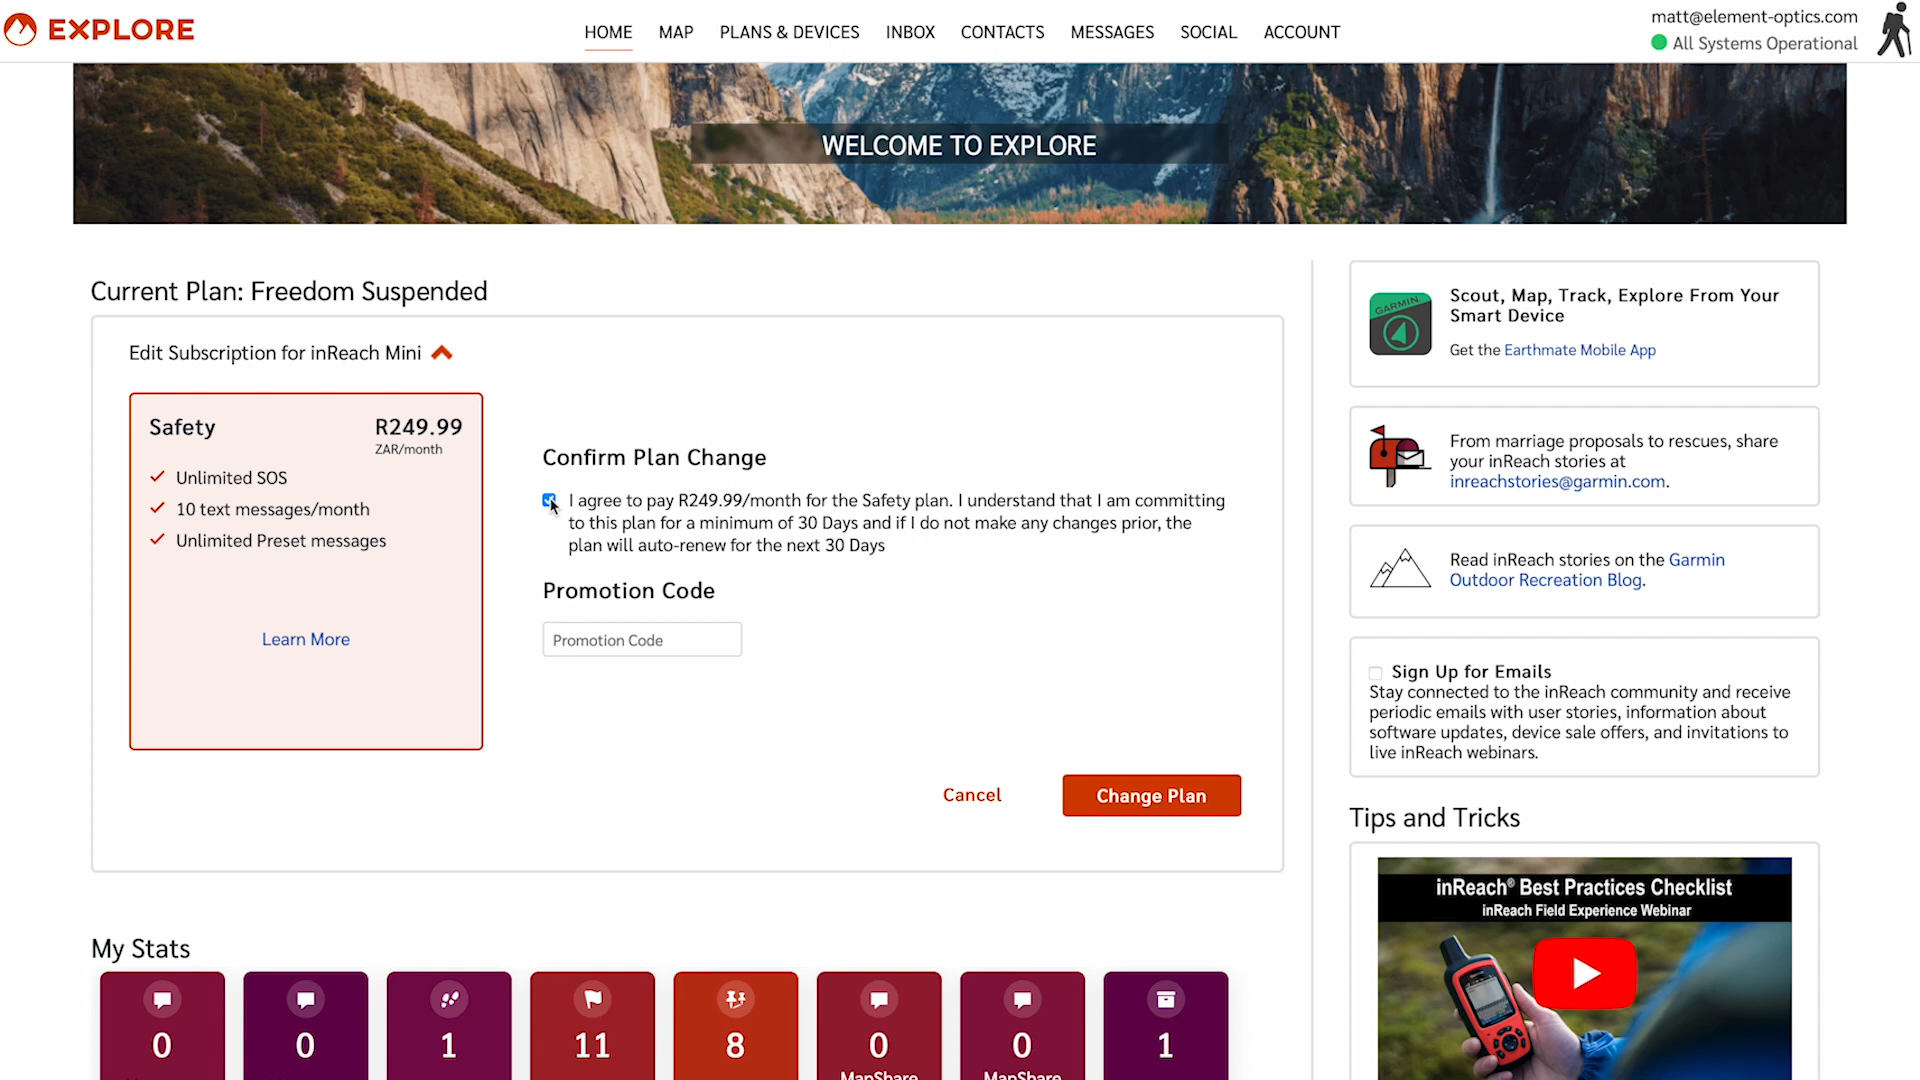 EXPLORE
HOME
MAP
PLANS & DEVICES
INBOX
CONTACTS
MESSAGES
SOCIAL
ACCOUNT
matt@element-optics.com
All Systems Operational
WELCOME TO EXPLORE
Current Plan: Freedom Suspended
Edit Subscription for inReach Mini
Safety
R249.99
ZAR/month
Unlimited SOS
10 text messages/month
Unlimited Preset messages
Learn More
Confirm Plan Change
I agree to pay R249.99/month for the Safety plan. I understand that I am committing
to this plan for a minimum of 30 Days and if I do not make any changes prior, the
plan will auto-renew for the next 30 Days
Promotion Code
Promotion Code
Cancel
Change Plan
My Stats
0
0
1
11
8
0
0
1
MapShare
MapShare
GARMIN
Scout, Map, Track, Explore From Your
Smart Device
Get the Earthmate Mobile App
From marriage proposals to rescues, share
your inReach stories at
inreachstories@garmin.com.
Read inReach stories on the Garmin
Outdoor Recreation Blog.
Sign Up for Emails
Stay connected to the inReach community and receive
periodic emails with user stories, information about
software updates, device sale offers, and invitations to
live inReach webinars.
Tips and Tricks
inReach® Best Practices Checklist
inReach Field Experience Webinar